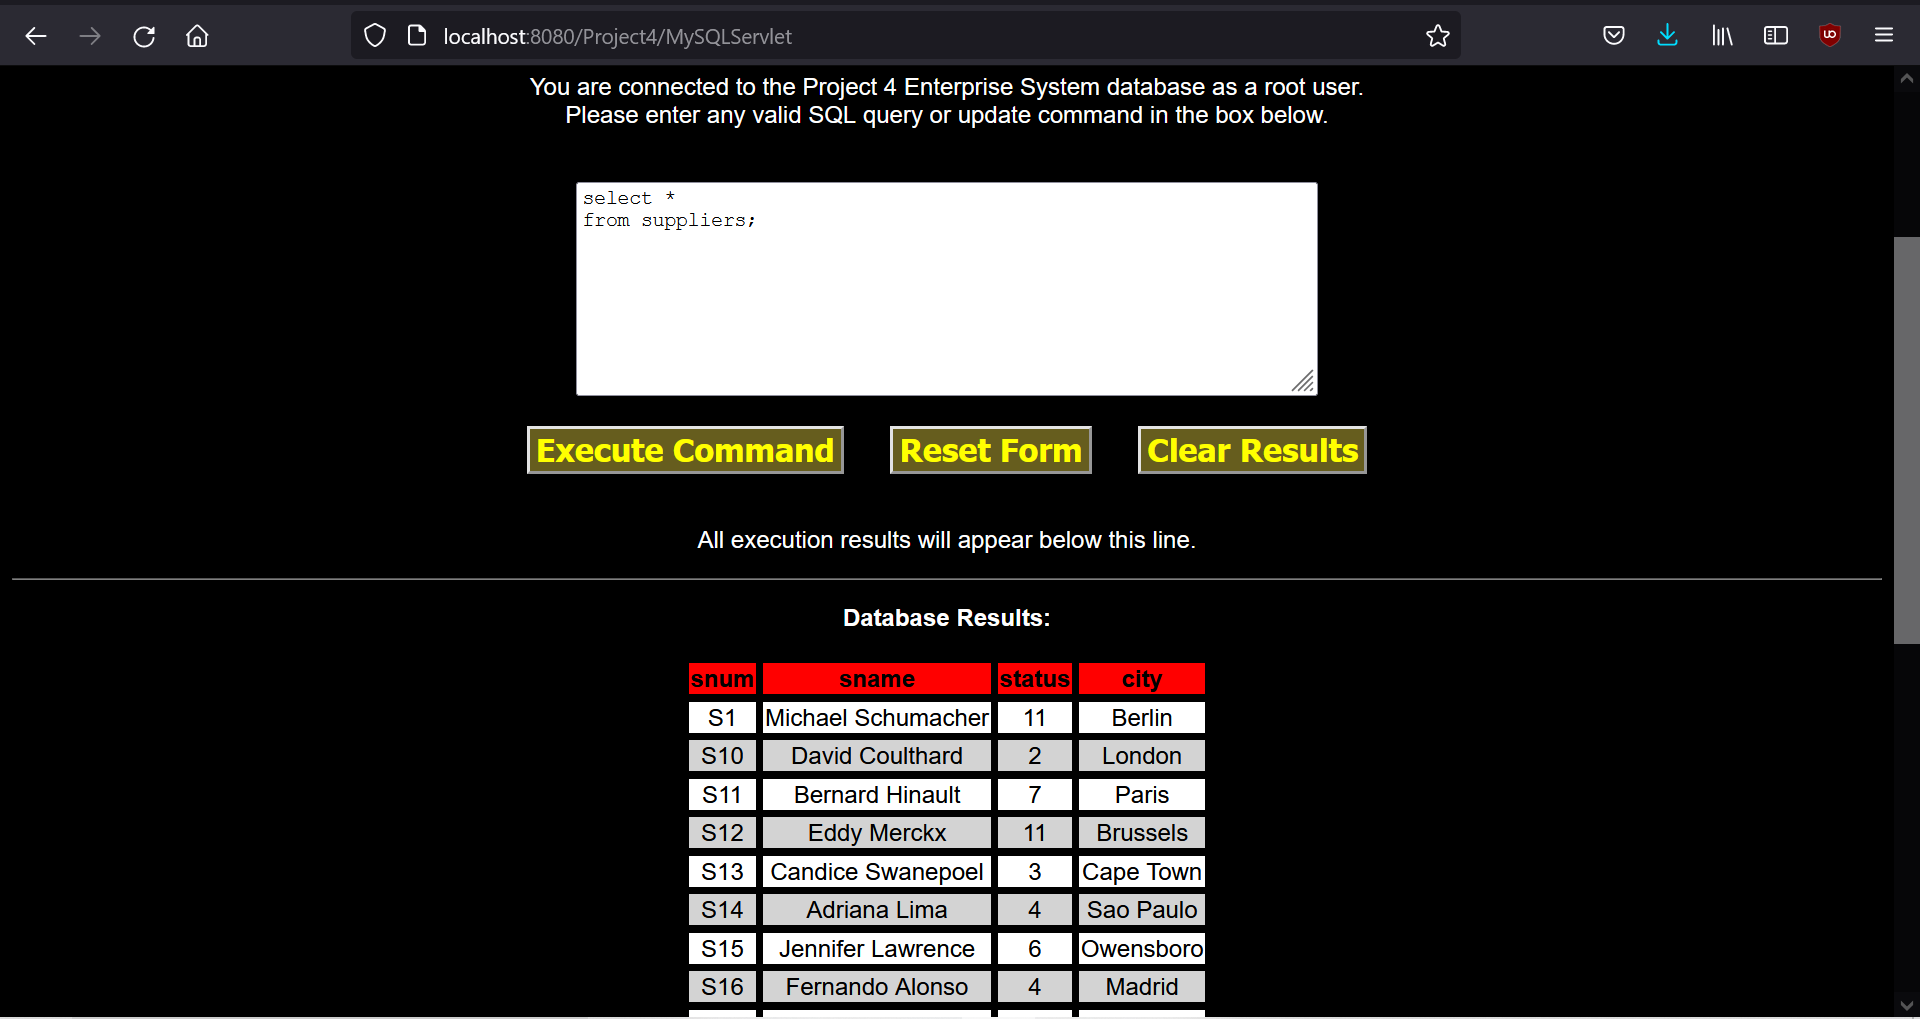 localhost:8080/Project4/MySQLServlet
You are connected to the Project 4 Enterprise System database as a root user.
Please enter any valid SQL query or update command in the box below.
select *
from suppliers;
Execute Command Reset Form Clear Results
All execution results will appear below this line.
Database Results:
snum sname status city
S1 Michael Schumacher 11 Berlin
S10 David Coulthard 2 London
S11 Bernard Hinault 7 Paris
S12 Eddy Merckx 11 Brussels
S13 Candice Swanepoel 3 Cape Town
S14 Adriana Lima 4 Sao Paulo
S15 Jennifer Lawrence 6 Owensboro
S16 Fernando Alonso 4 Madrid